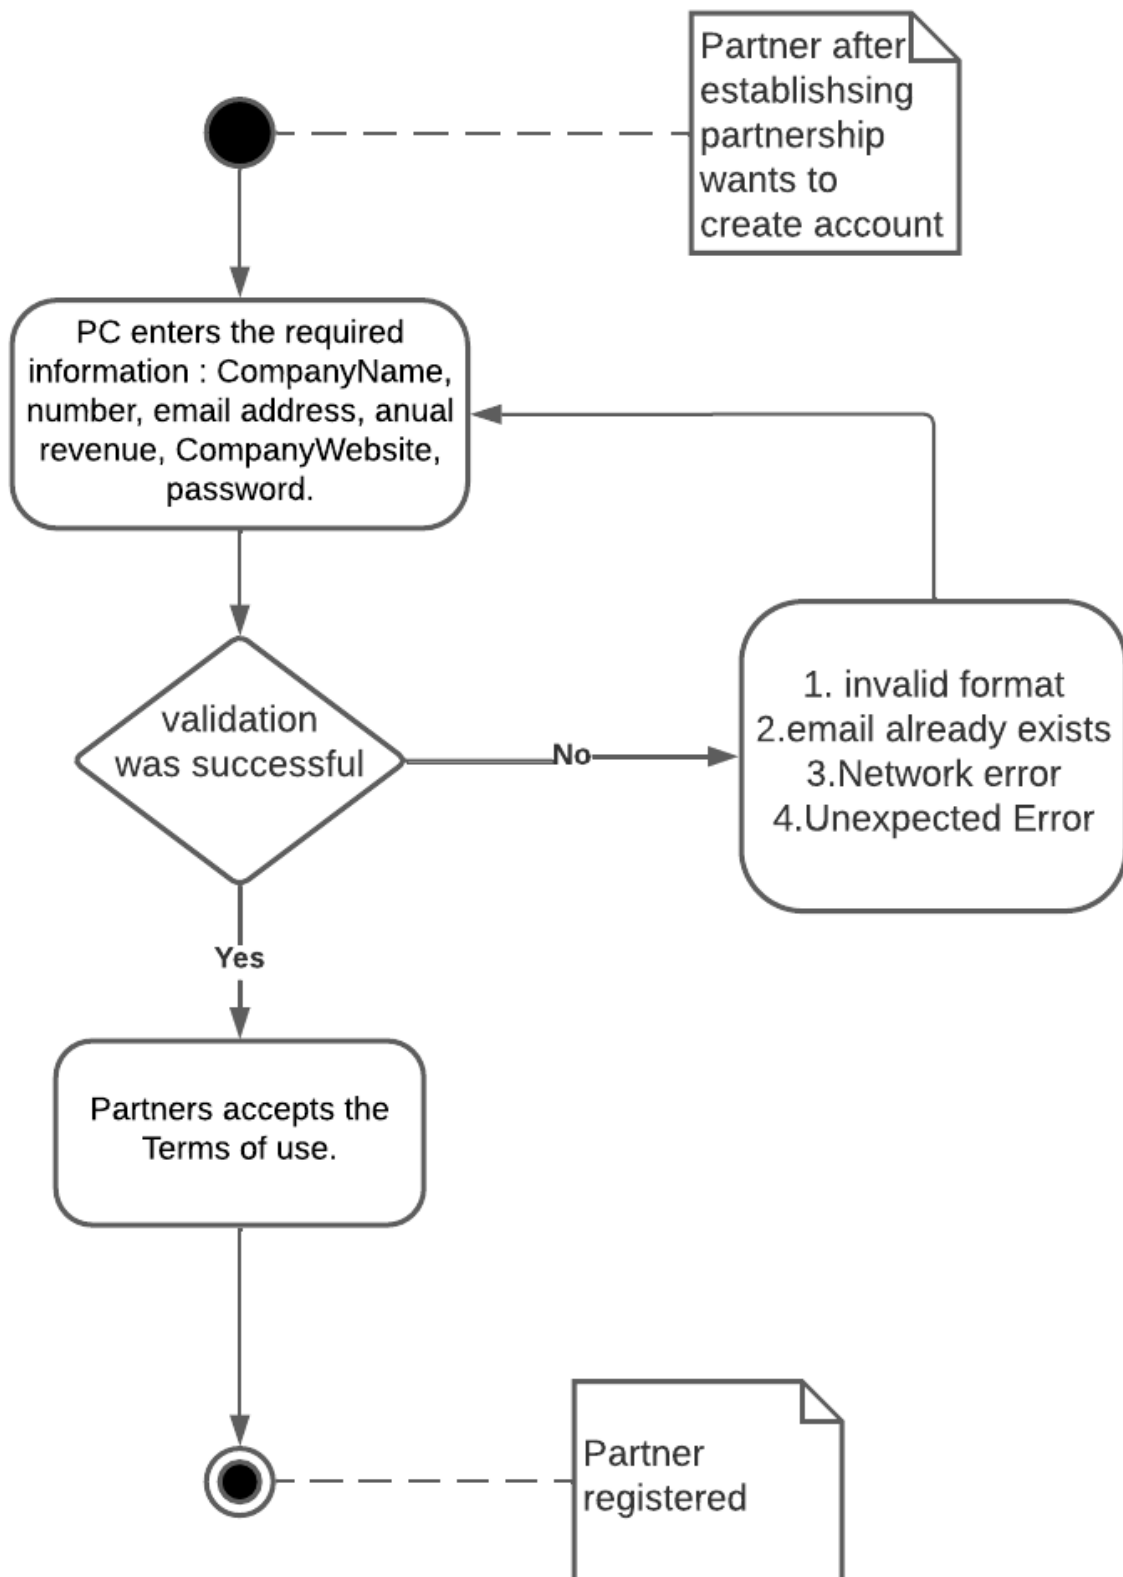 Partner after
establishsing
partnership
wants to
create account
PC enters the required
information : CompanyName,
number, email address, anual
revenue, CompanyWebsite,
password.
validation
was successful
No
1. invalid format
2.email already exists
3.Network error
4.Unexpected Error
Yes
Partners accepts the
Terms of use.
Partner
registered